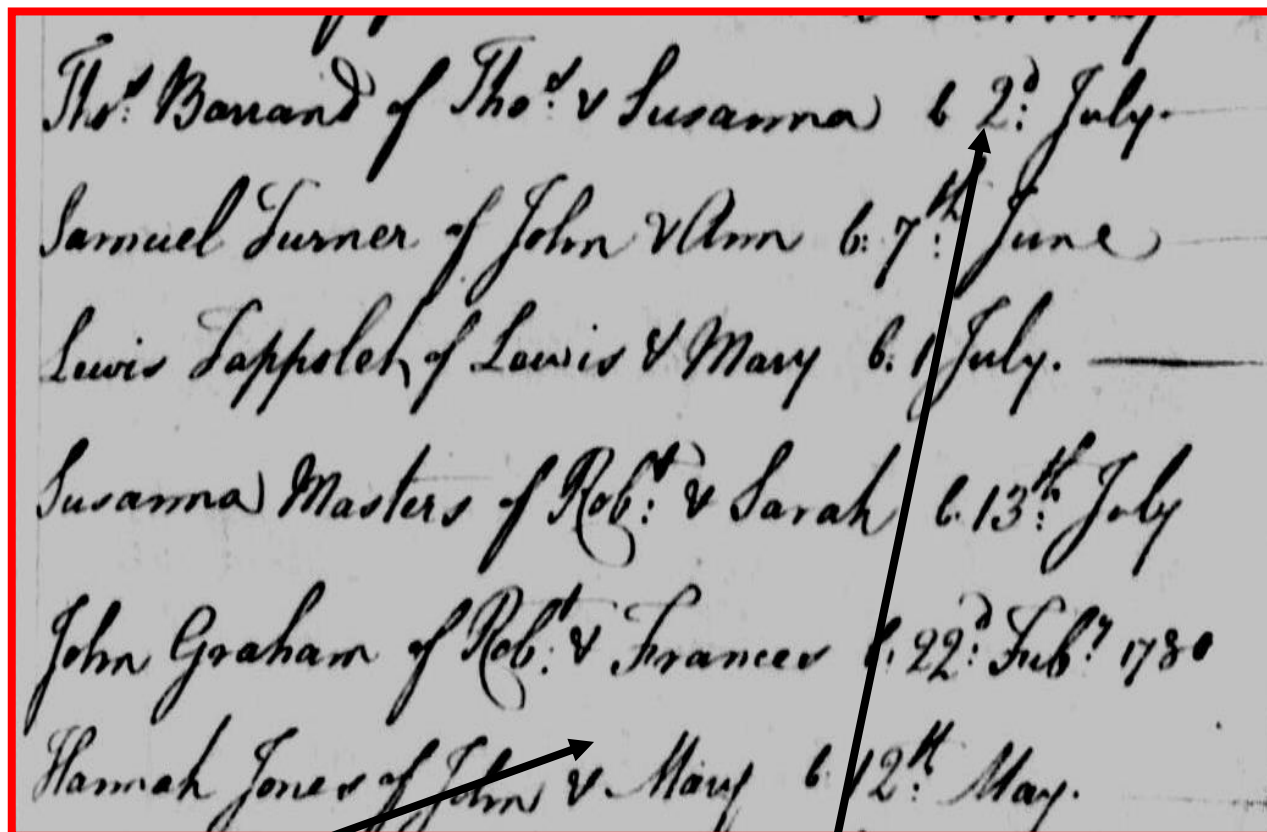 Thos. Barrand of Thos. & Susanna b 2d. July.
Samuel Turner of John & Ann b. 7th. June
Lewis of Lewis & Mary b. 1 July.
Susanna Masters of Robt. & Sarah b. 13th. July
John Graham of Robt. & Frances b. 22d. Feby. 1780
Hannah Jones of John & Mary b 12th. May.